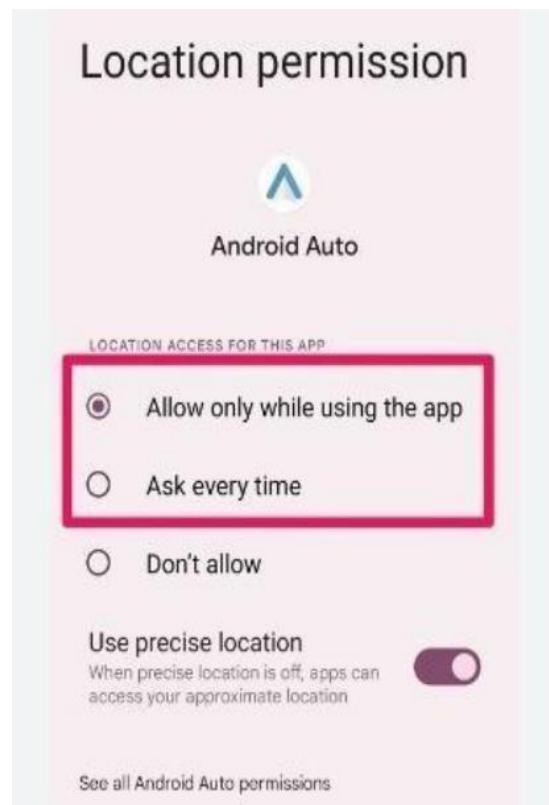 Location permission
Android Auto
LOCATION ACCESS FOR THIS APP
Allow only while using the app
Ask every time
Don't allow
Use precise location
When precise location is off, apps can
access your approximate location
See all Android Auto permissions